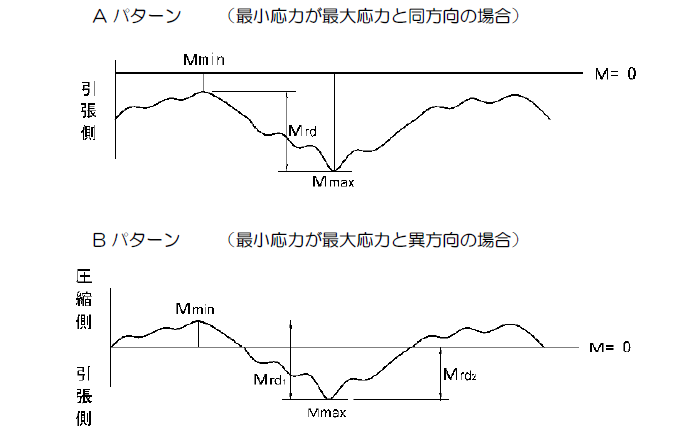 A パターン （最小応力が最大応力と同方向の場合）
Mmin
M= 0
引張側
Mrd
Mmax
B パターン （最小応力が最大応力と異方向の場合）
圧縮側
Mmin
M= 0
引張側
Mrd₁
Mrd₂
Mmax